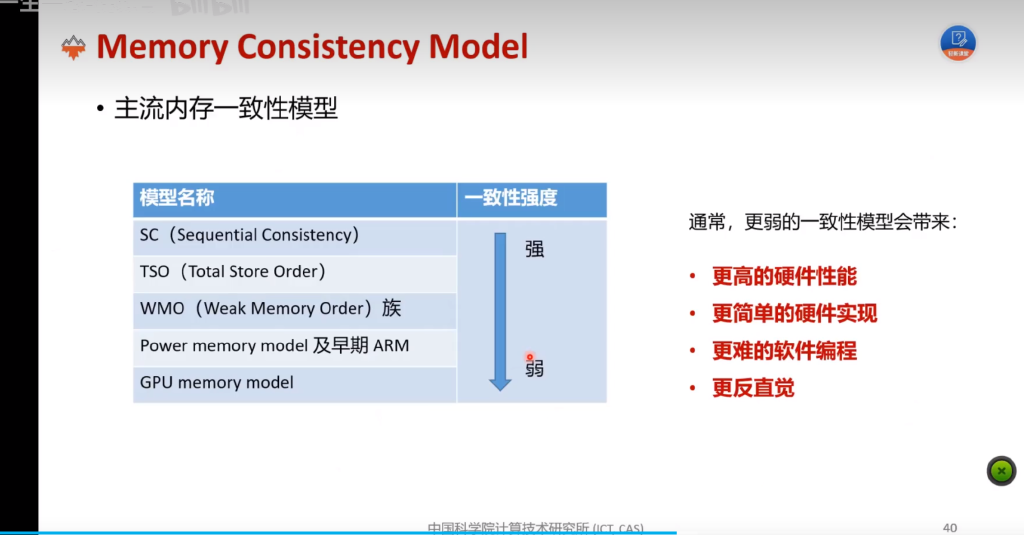 Memory Consistency Model
• 主流内存一致性模型
模型名称 一致性强度
SC（Sequential Consistency） 强
TSO（Total Store Order）
WMO（Weak Memory Order）族
Power memory model 及早期 ARM 弱
GPU memory model
通常，更弱的一致性模型会带来：
• 更高的硬件性能
• 更简单的硬件实现
• 更难的软件编程
• 更反直觉
中国科学院计算技术研究所 (ICT, CAS)
40